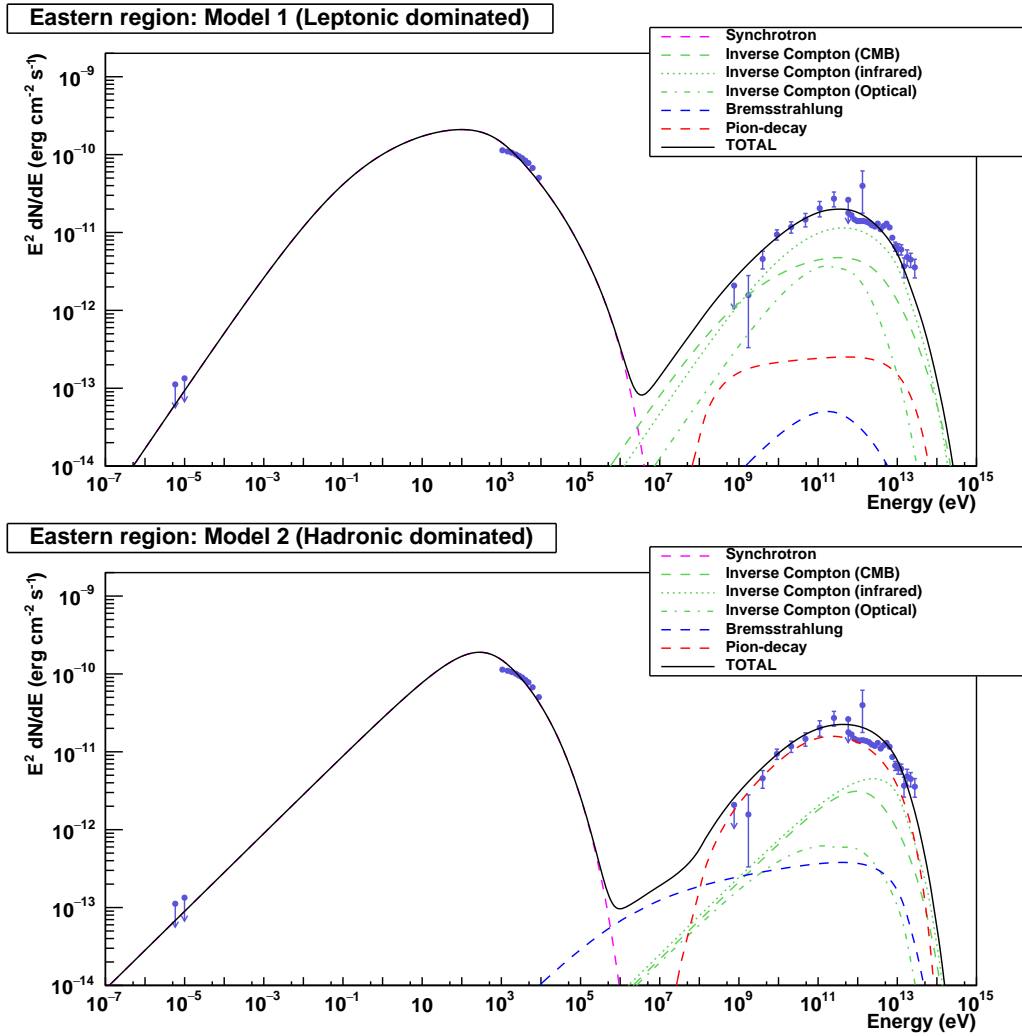 Eastern region: Model 1 (Leptonic dominated)
Synchrotron
Inverse Compton (CMB)
Inverse Compton (infrared)
Inverse Compton (Optical)
Bremsstrahlung
Pion-decay
TOTAL
E² dN/dE (erg cm⁻² s⁻¹)
10⁻⁹
10⁻¹⁰
10⁻¹¹
10⁻¹²
10⁻¹³
10⁻¹⁴
10⁻⁷ 10⁻⁵ 10⁻³ 10⁻¹ 10 10³ 10⁵ 10⁷ 10⁹ 10¹¹ 10¹³ 10¹⁵
Energy (eV)
Eastern region: Model 2 (Hadronic dominated)
Synchrotron
Inverse Compton (CMB)
Inverse Compton (infrared)
Inverse Compton (Optical)
Bremsstrahlung
Pion-decay
TOTAL
E² dN/dE (erg cm⁻² s⁻¹)
10⁻⁹
10⁻¹⁰
10⁻¹¹
10⁻¹²
10⁻¹³
10⁻¹⁴
10⁻⁷ 10⁻⁵ 10⁻³ 10⁻¹ 10 10³ 10⁵ 10⁷ 10⁹ 10¹¹ 10¹³ 10¹⁵
Energy (eV)